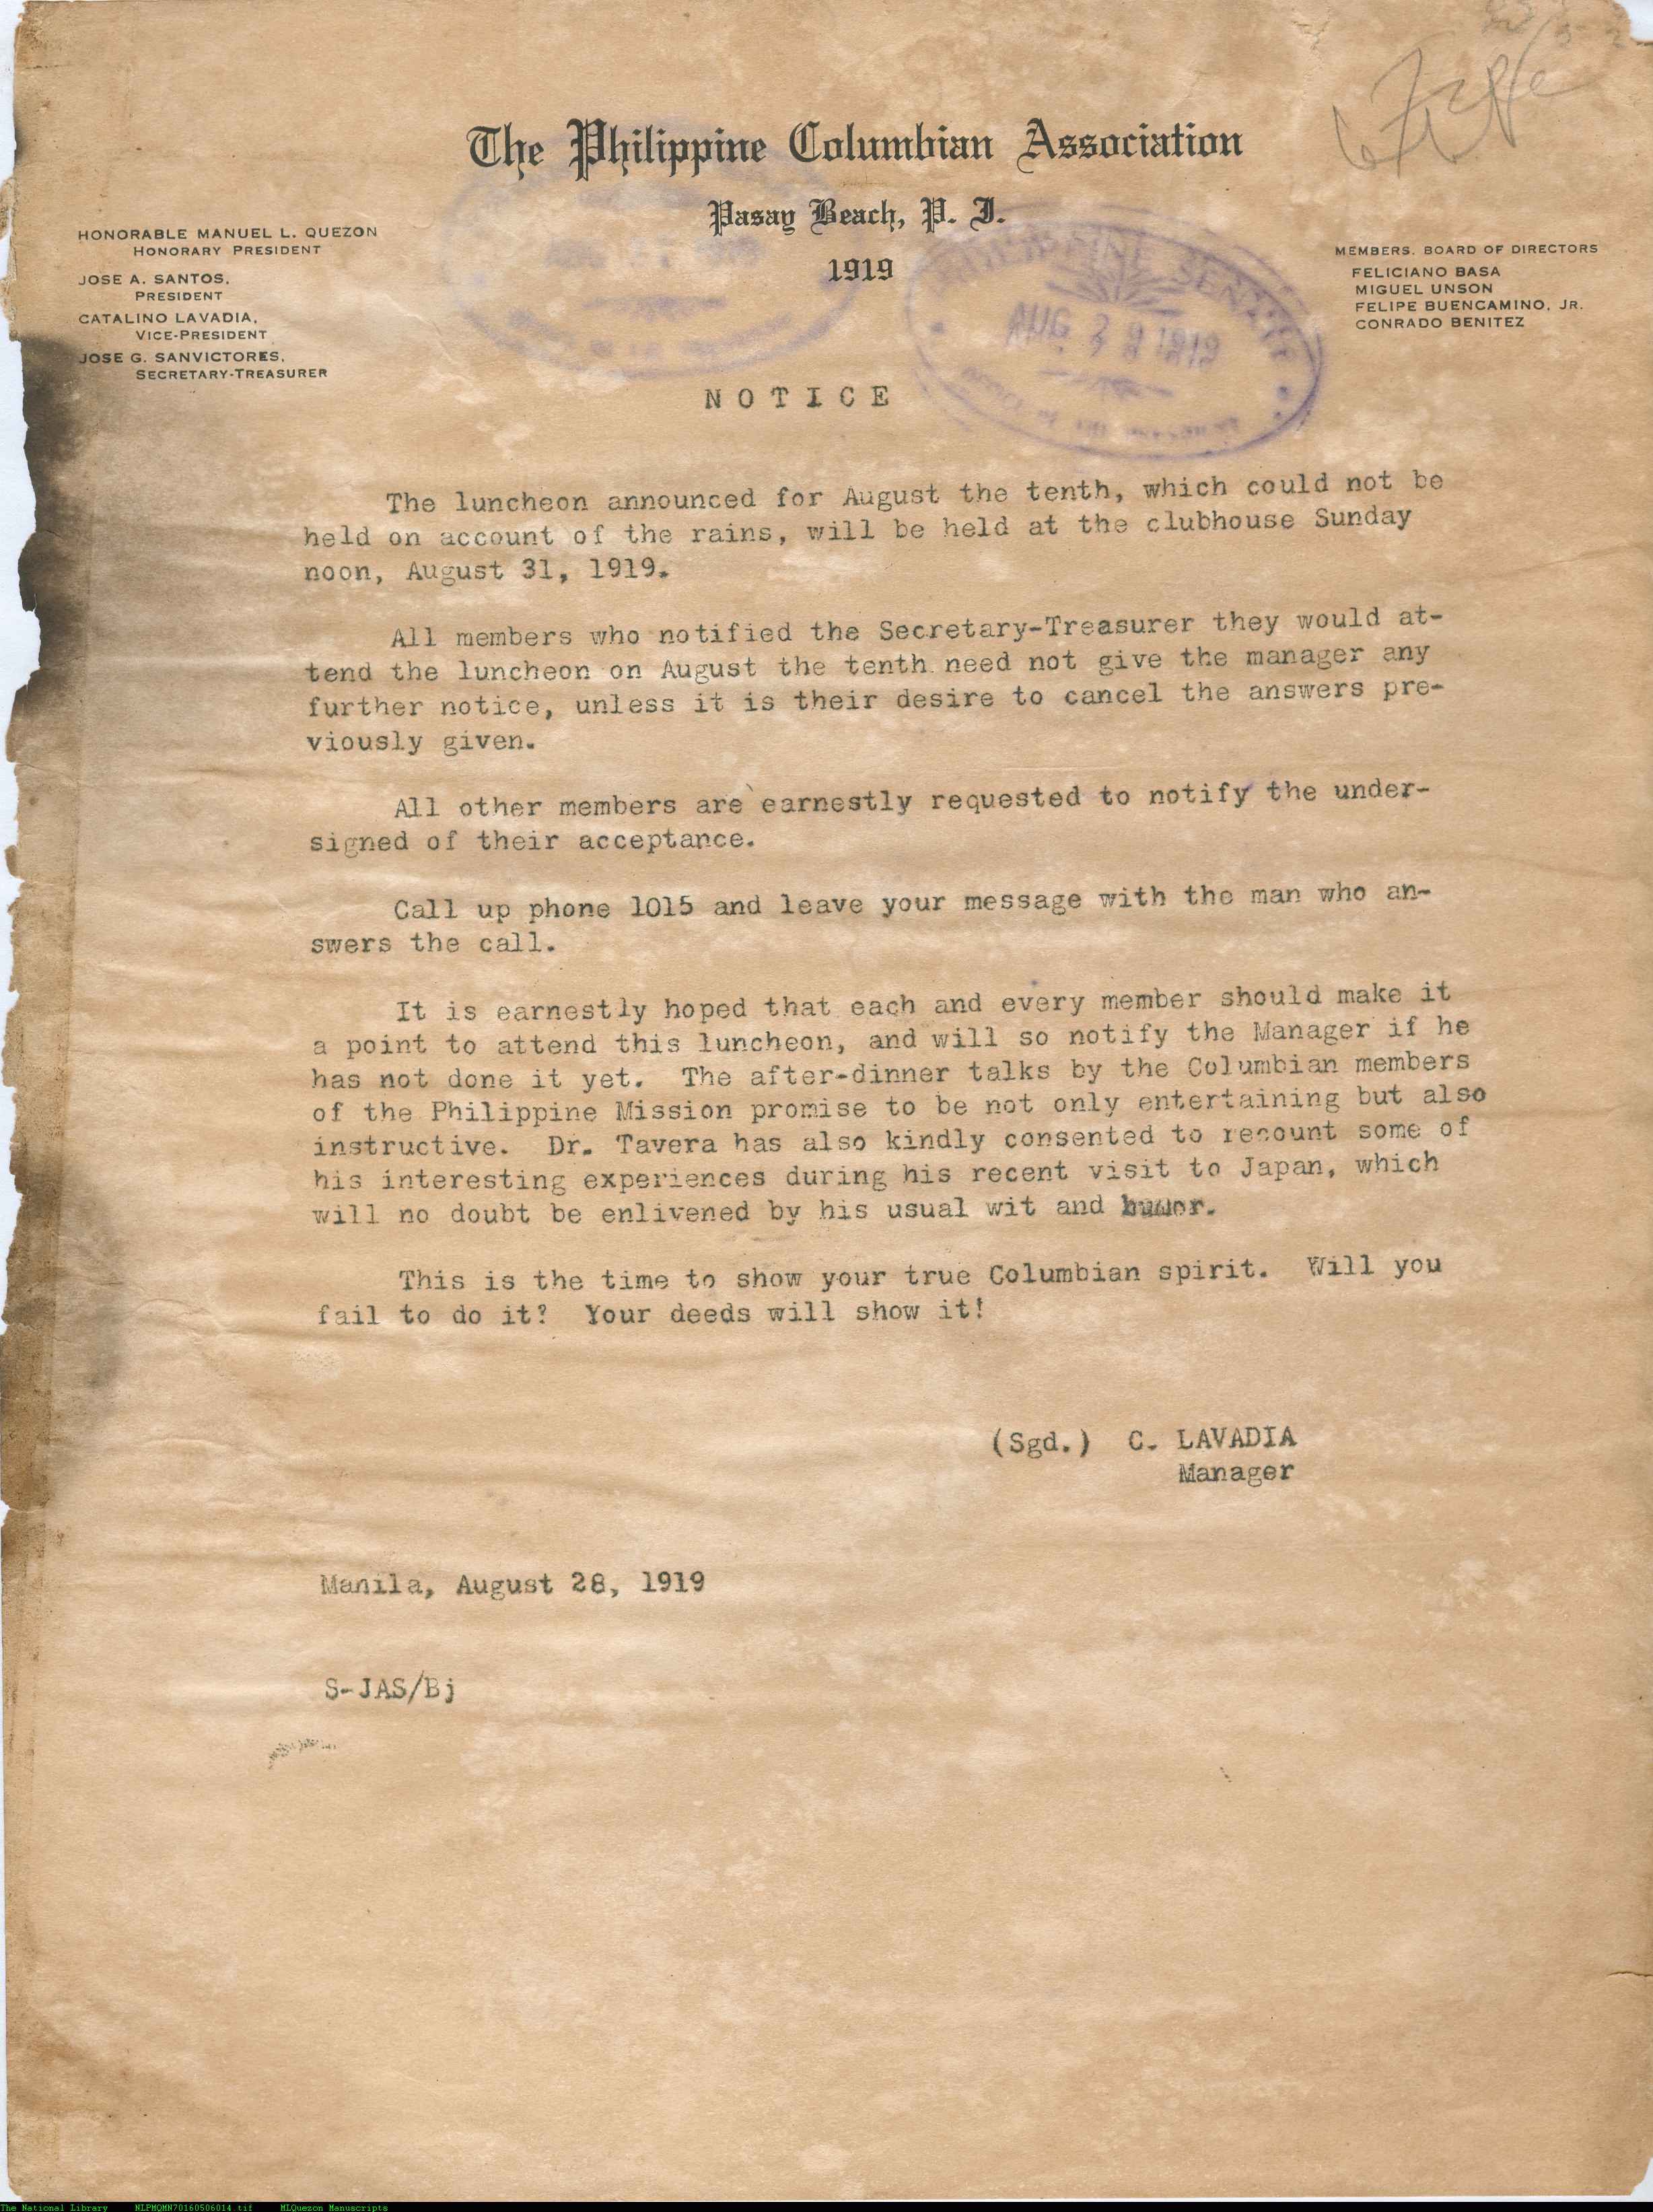 File
The Philippine Columbian Association
Pasay Beach, P. I.
1919
HONORABLE MANUEL L. QUEZON
HONORARY PRESIDENT
JOSE A. SANTOS,
PRESIDENT
CATALINO LAVADIA,
VICE-PRESIDENT
JOSE G. SANVICTORES,
SECRETARY-TREASURER
MEMBERS. BOARD OF DIRECTORS
FELICIANO BASA
MIGUEL UNSON
FELIPE BUENCAMINO, JR.
CONRADO BENITEZ
PHILIPPINE SENATE
AUG 1919
NOTICE
The luncheon announced for August the tenth, which could not be
held on account of the rains, will be held at the clubhouse Sunday
noon, August 31, 1919.
All members who notified the Secretary-Treasurer they would at-
tend the luncheon on August the tenth need not give the manager any
further notice, unless it is their desire to cancel the answers pre-
viously given.
All other members are earnestly requested to notify the under-
signed of their acceptance.
Call up phone 1015 and leave your message with the man who an-
swers the call.
It is earnestly hoped that each and every member should make it
a point to attend this luncheon, and will so notify the Manager if he
has not done it yet. The after-dinner talks by the Columbian members
of the Philippine Mission promise to be not only entertaining but also
instructive. Dr. Tavera has also kindly consented to recount some of
his interesting experiences during his recent visit to Japan, which
will no doubt be enlivened by his usual wit and humor.
This is the time to show your true Columbian spirit. Will you
fail to do it? Your deeds will show it!
(Sgd.) C. LAVADIA
Manager
Manila, August 28, 1919
S-JAS/Bj
The National Library NLPMQMN70160506014.tif MLQuezon Manuscripts